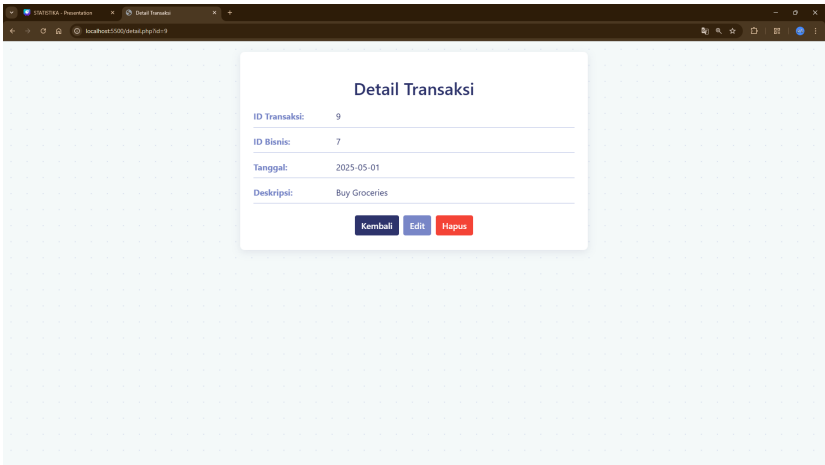 STATISTIKA - Presentation
Detail Transaksi
localhost:5500/detail.php?id=9
Detail Transaksi
ID Transaksi: 9
ID Bisnis: 7
Tanggal: 2025-05-01
Deskripsi: Buy Groceries
Kembali Edit Hapus